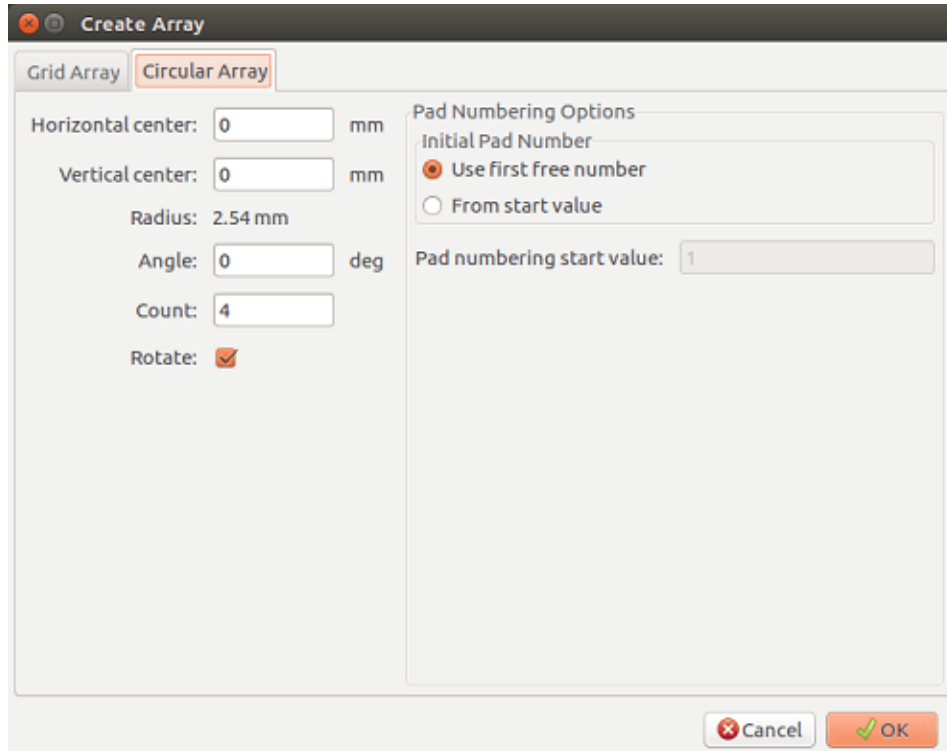 Create Array
Grid Array
Circular Array
Horizontal center: 0 mm
Vertical center: 0 mm
Radius: 2.54 mm
Angle: 0 deg
Count: 4
Rotate:
Pad Numbering Options
Initial Pad Number
Use first free number
From start value
Pad numbering start value: 1
Cancel
OK